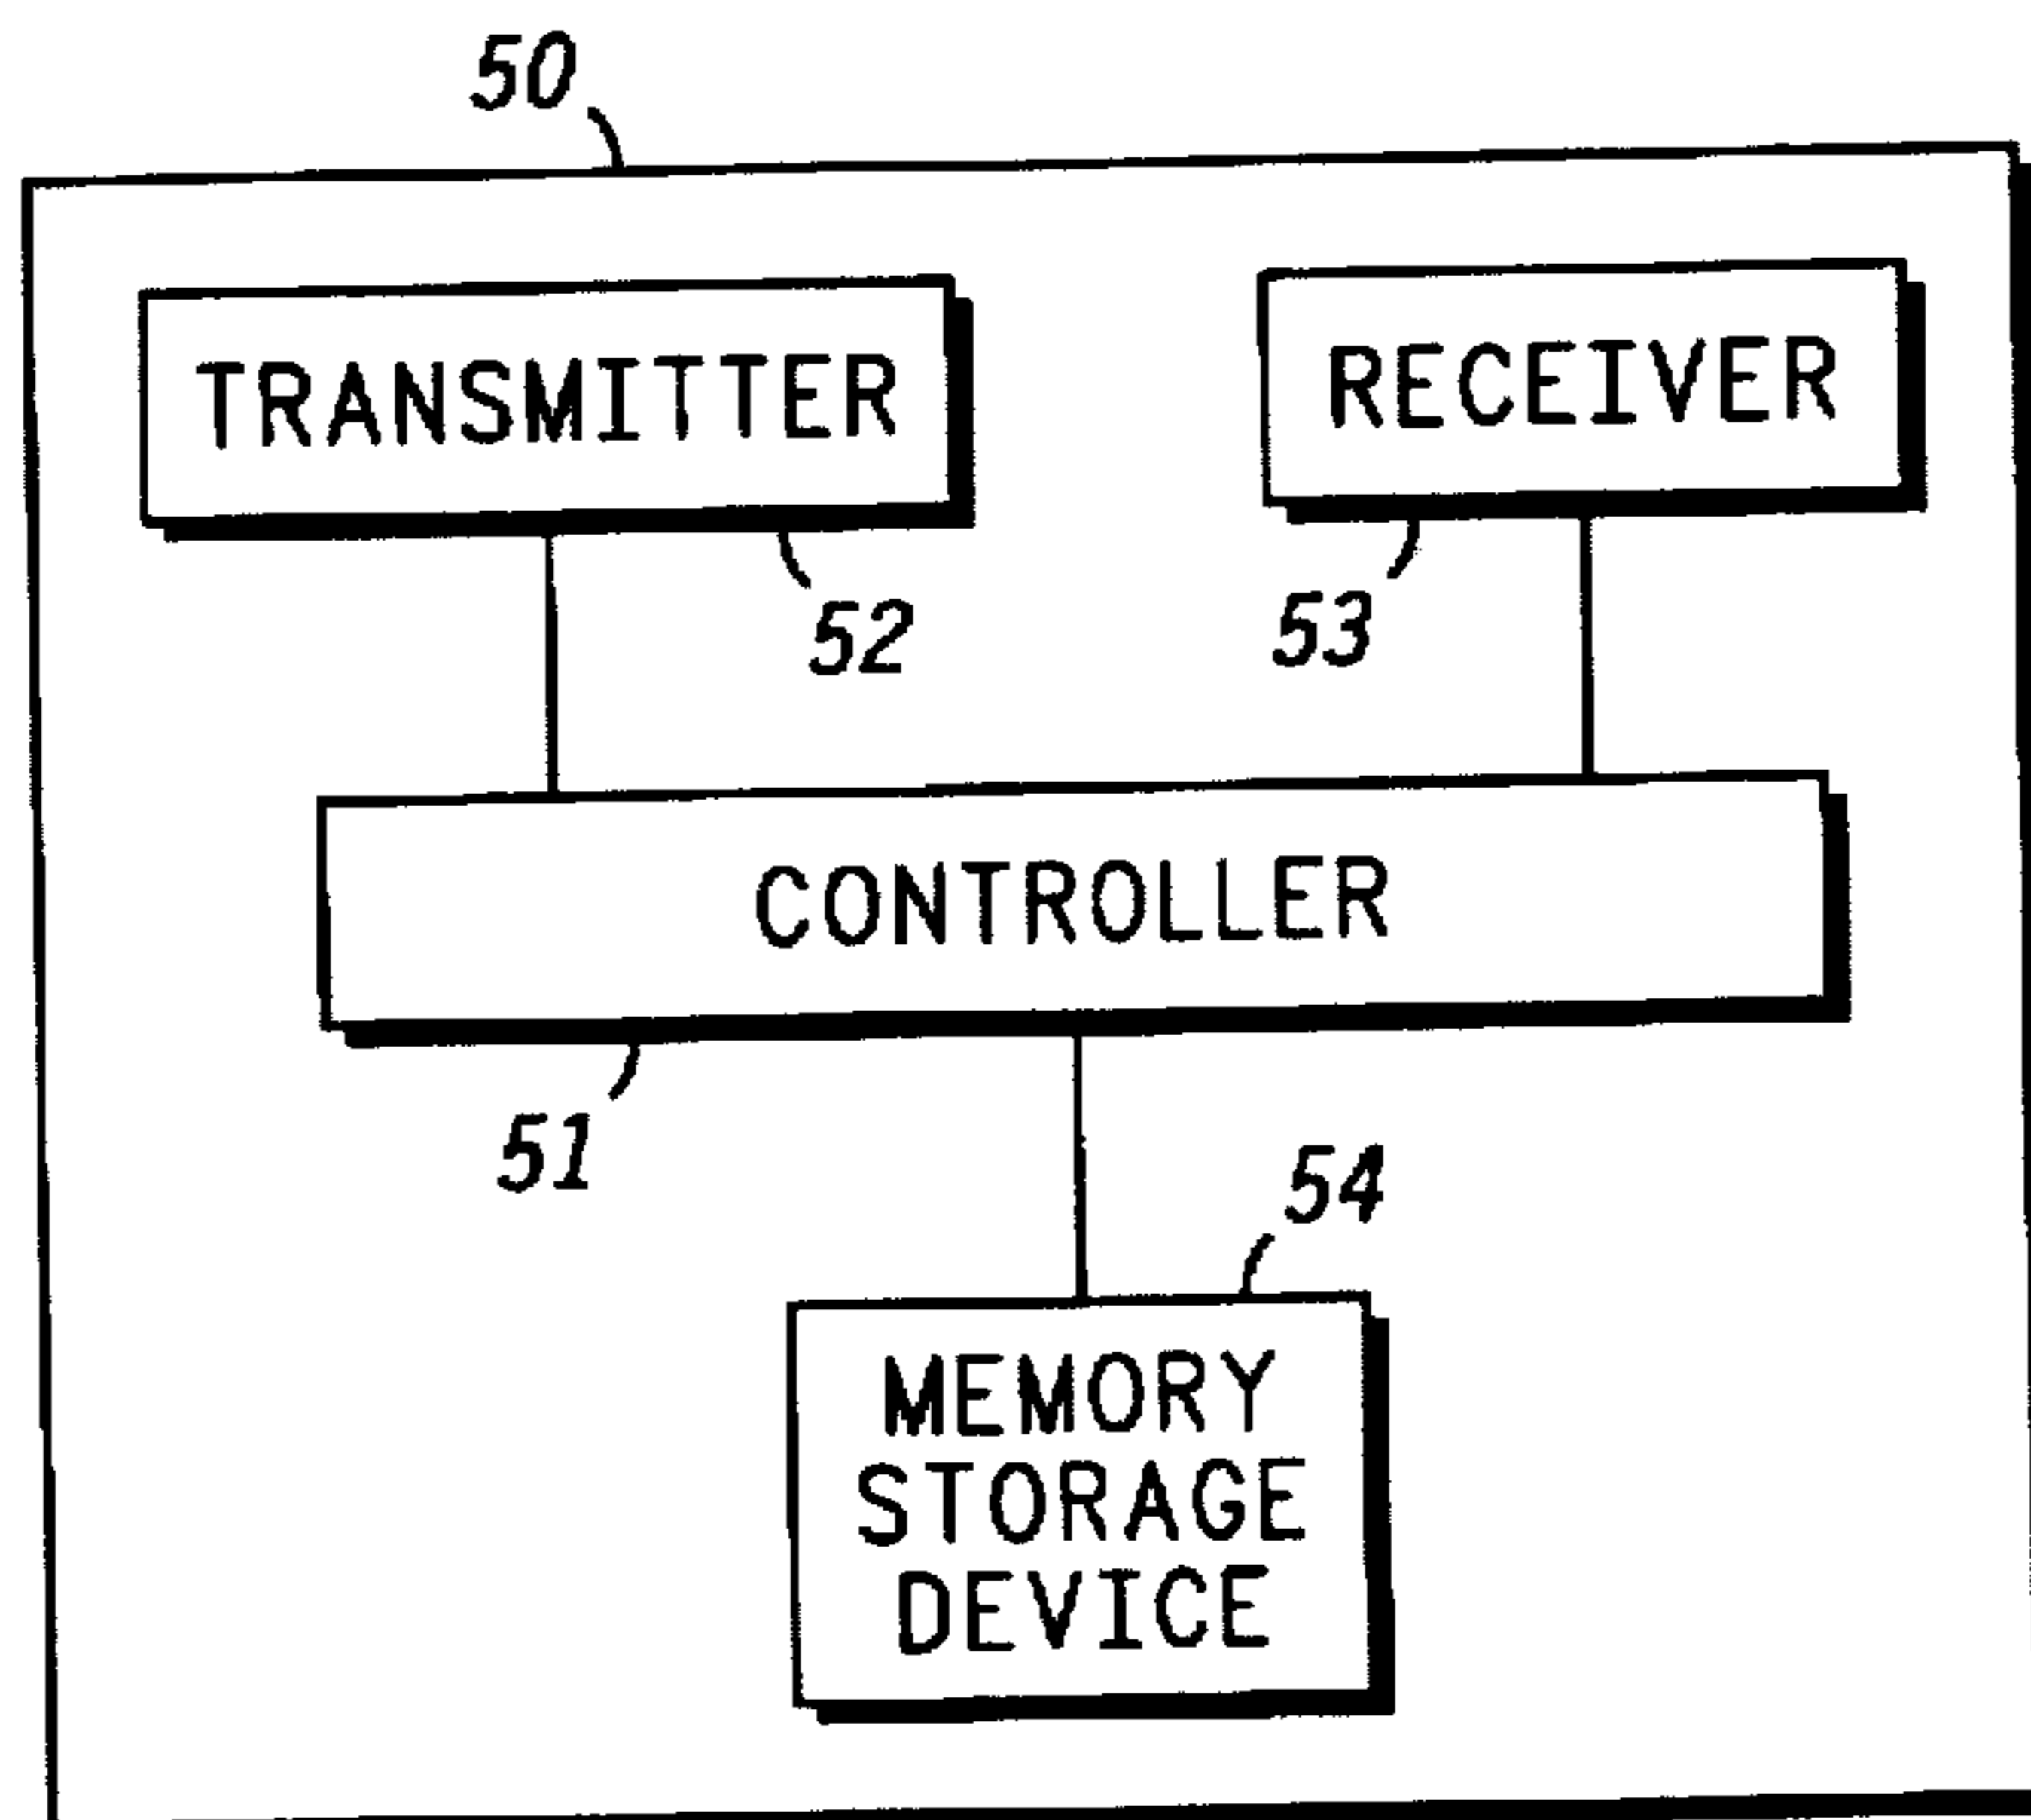 50
TRANSMITTER
RECEIVER
52
53
CONTROLLER
51
54
MEMORY
STORAGE
DEVICE